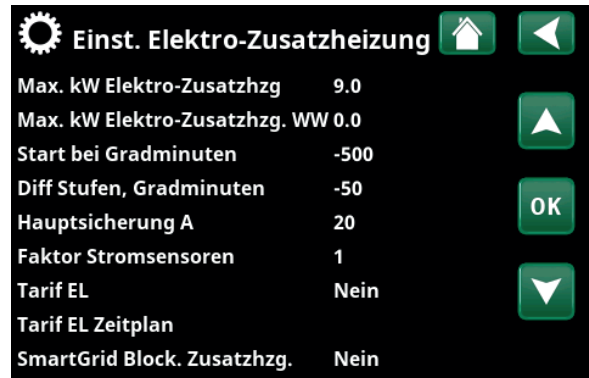 Einst. Elektro-Zusatzheizung
Max. kW Elektro-Zusatzhzg 9.0
Max. kW Elektro-Zusatzhzg. WW 0.0
Start bei Gradminuten -500
Diff Stufen, Gradminuten -50
OK
Hauptsicherung A 20
Faktor Stromsensoren 1
Tarif EL Nein
Tarif EL Zeitplan
SmartGrid Block. Zusatzhzg. Nein